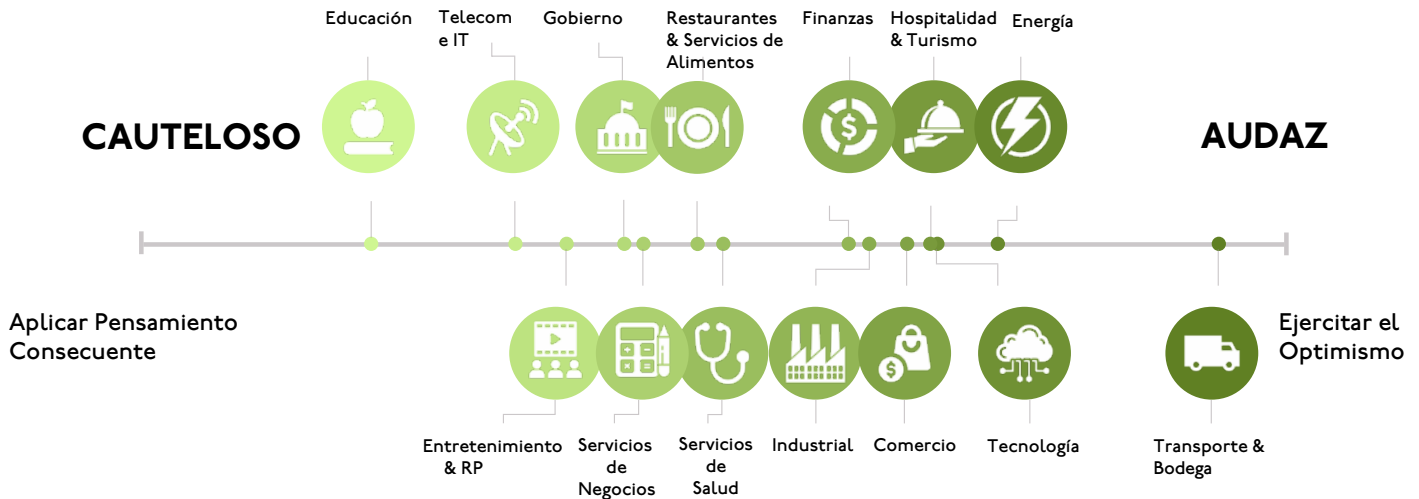 Educación
Telecom
e IT
Gobierno
Restaurantes
& Servicios de
Alimentos
Finanzas
Hospitalidad
& Turismo
Energía
CAUTELOSO
AUDAZ
Aplicar Pensamiento
Consecuente
Ejercitar el
Optimismo
Entretenimiento
& RP
Servicios
de
Negocios
Servicios
de
Salud
Industrial
Comercio
Tecnología
Transporte &
Bodega